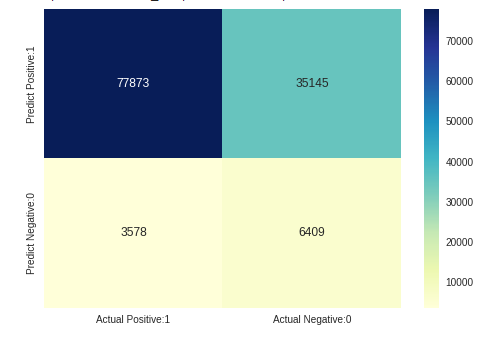 Predict Positive:1
77873
35145
Predict Negative:0
3578
6409
Actual Positive:1
Actual Negative:0
70000
60000
50000
40000
30000
20000
10000